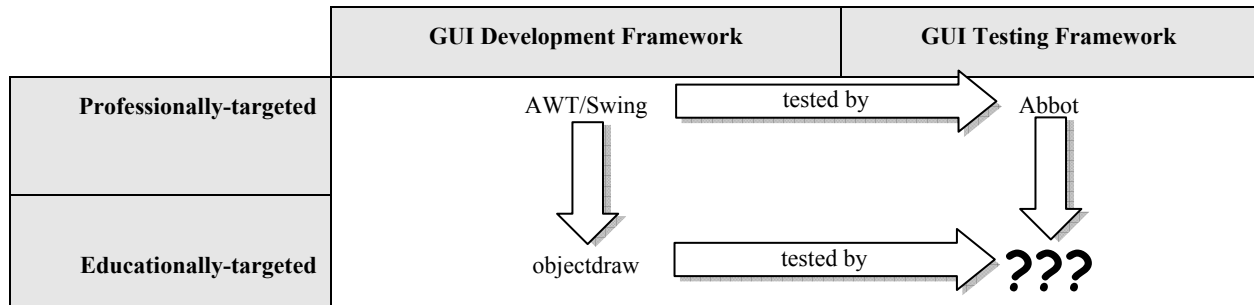 GUI Development Framework GUI Testing Framework
Professionally-targeted AWT/Swing tested by Abbot
Educationally-targeted objectdraw tested by ???